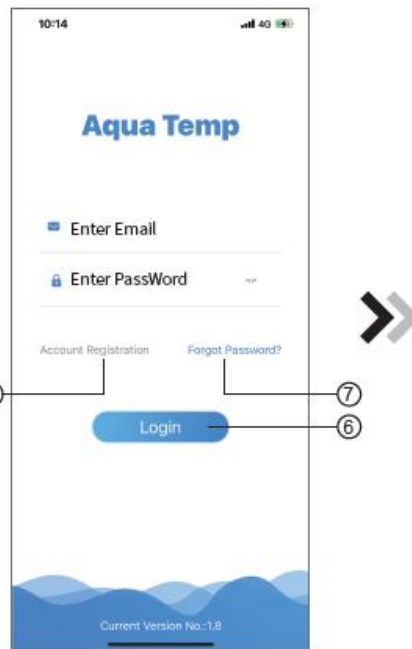 10:14 4G
Aqua Temp
Enter Email
Enter PassWord
Account Registration Forgot Password?
⑦
Login ⑥
Current Version No.:1.8